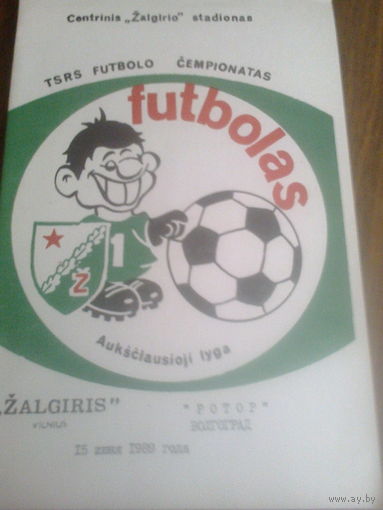 Centrinis „Žalgirio" stadionas
TSRS FUTBOLO ČEMPIONATAS
futbolas
1
Ž
Aukščiausioji lyga
„ŽALGIRIS" "РОТОР"
VILNIUS ВОЛГОГРАД
15 1989 года
http://www.ay.by